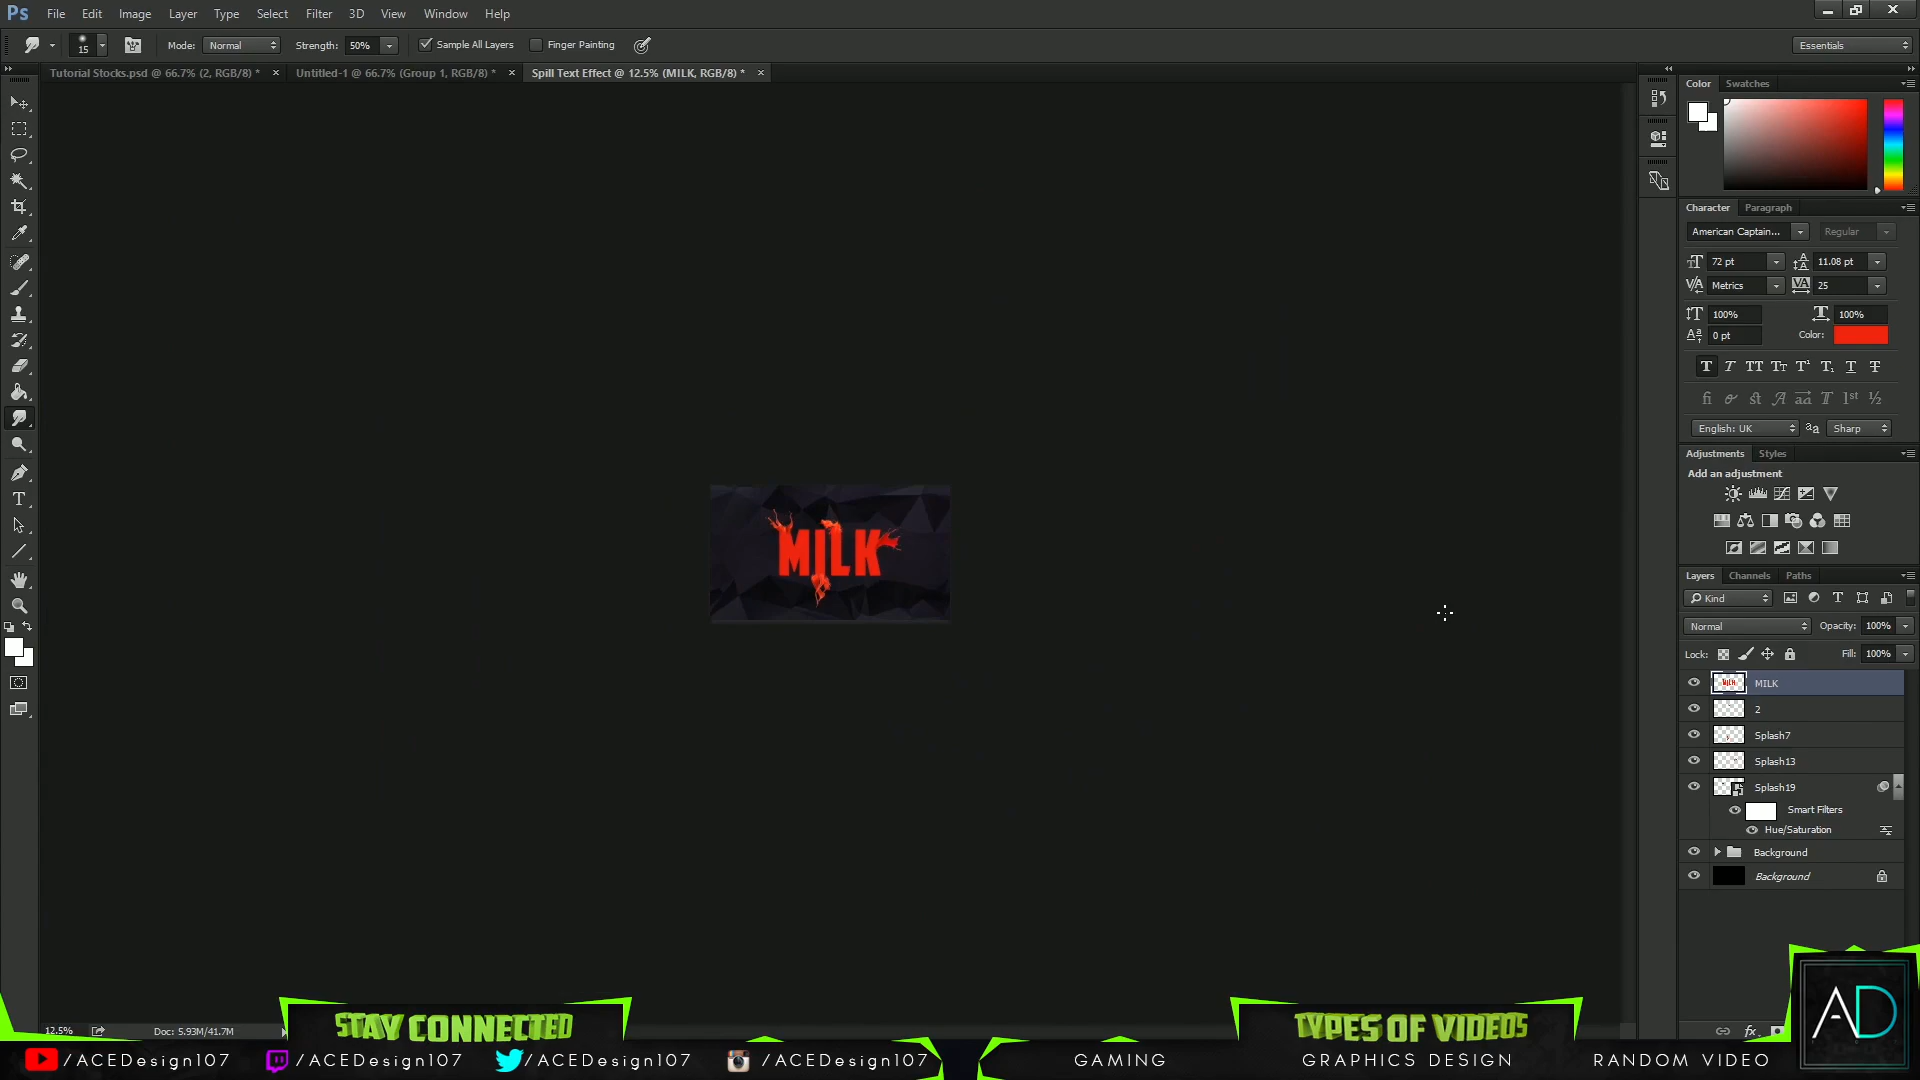 Ps File Edit Image Layer Type Select Filter 3D View Window Help
15 Mode: Normal Strength: 50% Sample All Layers Finger Painting Essentials
Tutorial Stocks.psd @ 66.7% (2, RGB/8) * × Untitled-1 @ 66.7% (Group 1, RGB/8) * × Spill Text Effect @ 12.5% (MILK, RGB/8) * ×
Color Swatches
Character Paragraph
American Captain... Regular
72 pt 11.08 pt
Metrics 25
100% 100%
0 pt Color:
English: UK Sharp
Adjustments Styles
Add an adjustment
Layers Channels Paths
Kind
Normal Opacity: 100%
Lock: Fill: 100%
MILK
2
Splash7
Splash13
Splash19
Smart Filters
Hue/Saturation
Background
Background
MILK
12.5% Doc: 5.93M/41.7M
fx
STAY CONNECTED TYPES OF VIDEOS
/ACEDesign107 /ACEDesign107 /ACEDesign107 /ACEDesign107 GAMING GRAPHICS DESIGN RANDOM VIDEO
AD